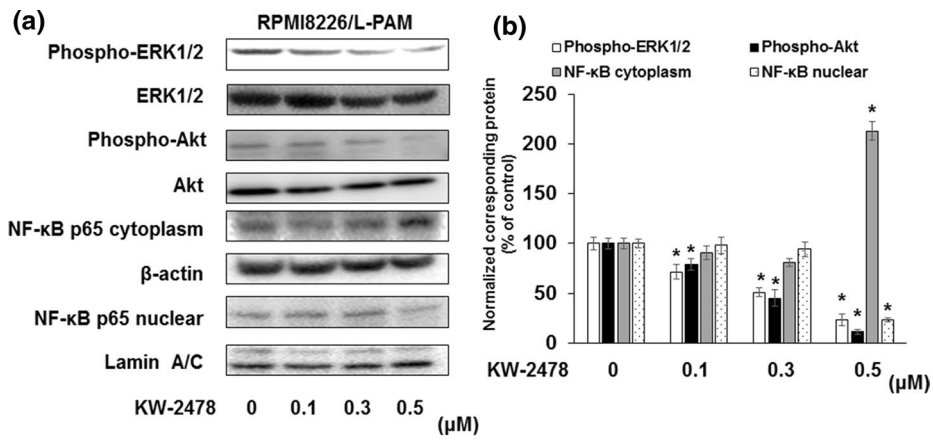 (a)
RPMI8226/L-PAM
Phospho-ERK1/2
ERK1/2
Phospho-Akt
Akt
NF-κB p65 cytoplasm
β-actin
NF-κB p65 nuclear
Lamin A/C
KW-2478 0 0.1 0.3 0.5
(μM)
(b)
Phospho-ERK1/2 Phospho-Akt
NF-κB cytoplasm NF-κB nuclear
Normalized corresponding protein
(% of control)
250
200
150
100
50
0
* *
* *
* * * *
KW-2478 0 0.1 0.3 0.5
(μM)